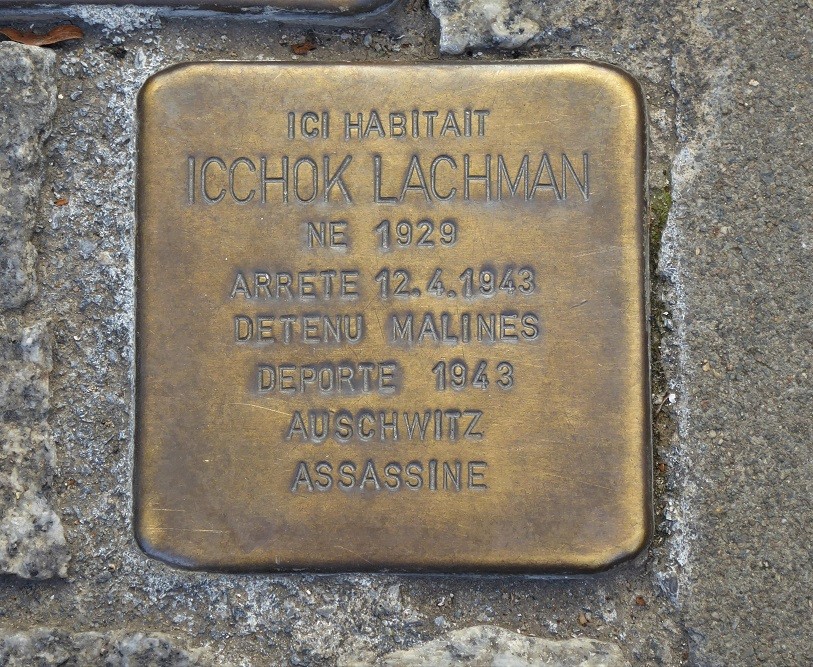 ICI HABITAIT
ICCHOK LACHMAN
NE 1929
ARRETE 12.4.1943
DETENU MALINES
DEPORTE 1943
AUSCHWITZ
ASSASSINE